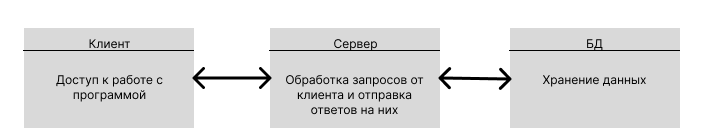 Клиент
Доступ к работе с
программой
Сервер
Обработка запросов от
клиента и отправка
ответов на них
БД
Хранение данных